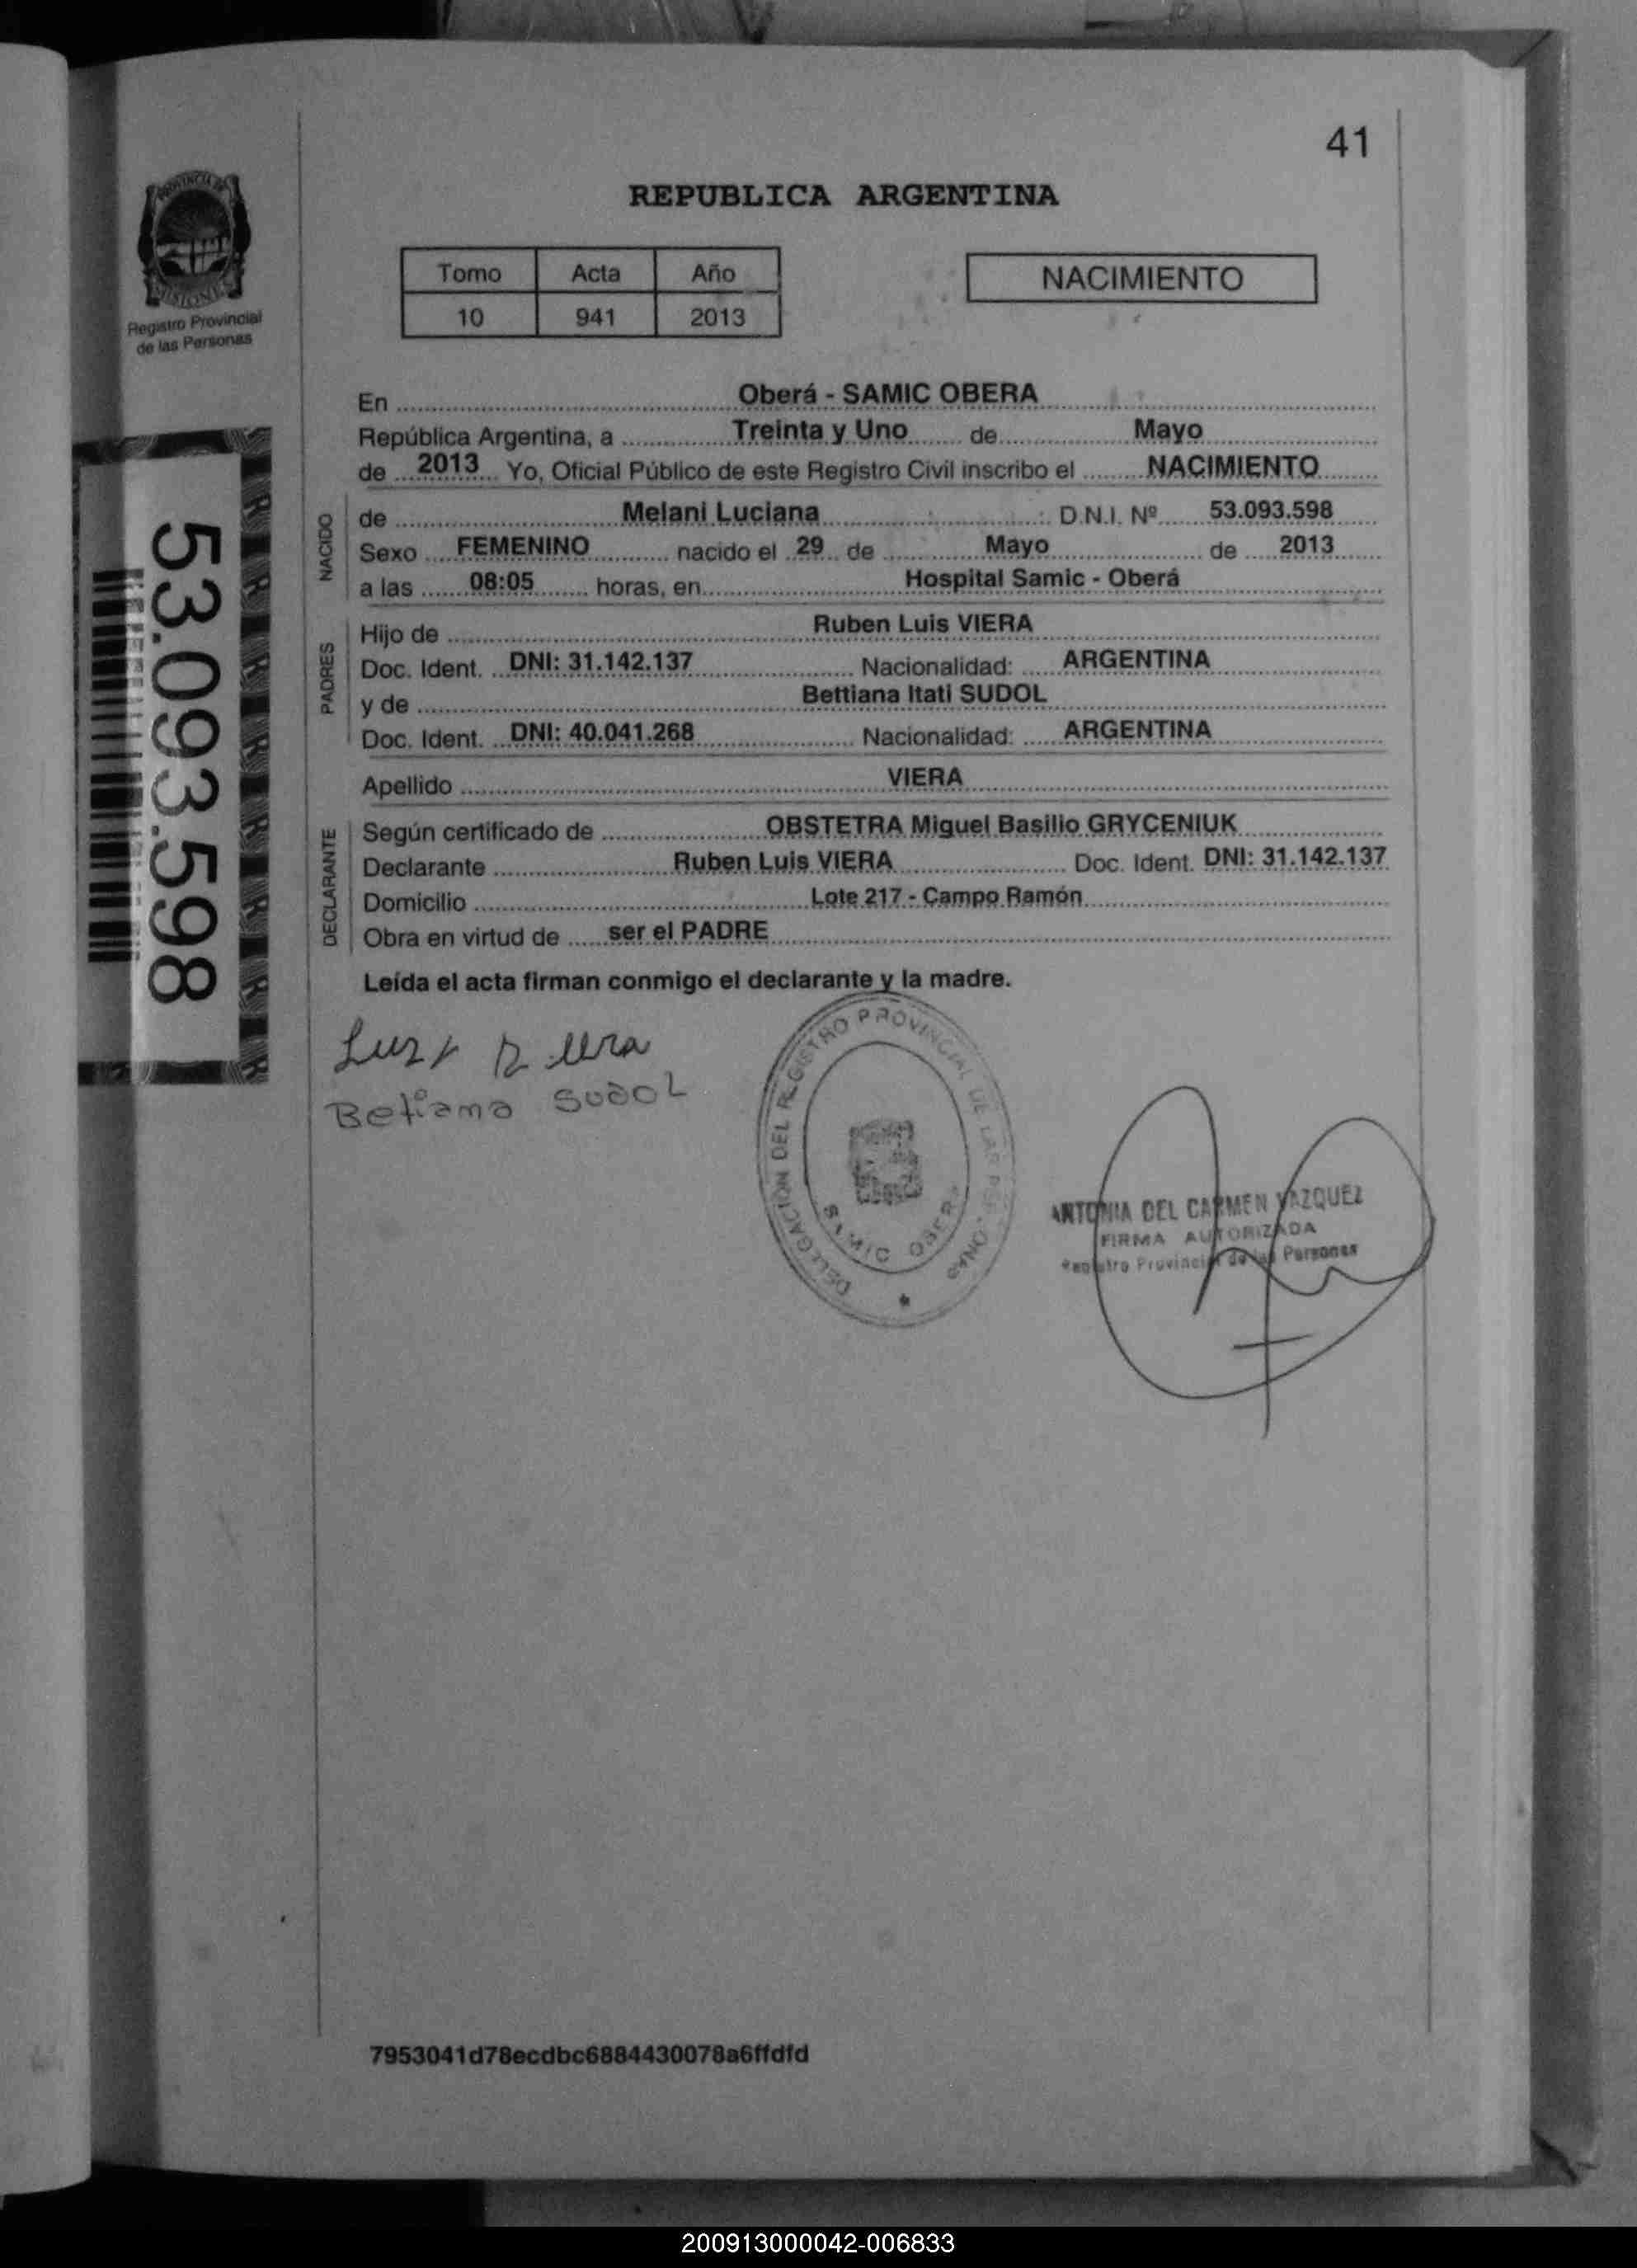 41
PROVINCIA DE
MISIONES
Registro Provincial
de las Personas
REPUBLICA ARGENTINA
Tomo Acta Año
10 941 2013
NACIMIENTO
53.093.598
En Oberá - SAMIC OBERA
República Argentina, a Treinta y Uno de Mayo
de 2013 Yo, Oficial Público de este Registro Civil inscribo el NACIMIENTO
NACIDO
de Melani Luciana D.N.I. Nº 53.093.598
Sexo FEMENINO nacido el 29 de Mayo de 2013
a las 08:05 horas, en Hospital Samic - Oberá
PADRES
Hijo de Ruben Luis VIERA
Doc. Ident. DNI: 31.142.137 Nacionalidad: ARGENTINA
y de Bettiana Itati SUDOL
Doc. Ident. DNI: 40.041.268 Nacionalidad: ARGENTINA
Apellido VIERA
DECLARANTE
Según certificado de OBSTETRA Miguel Basilio GRYCENIUK
Declarante Ruben Luis VIERA Doc. Ident. DNI: 31.142.137
Domicilio Lote 217 - Campo Ramón
Obra en virtud de ser el PADRE
Leída el acta firman conmigo el declarante y la madre.
Betiana SUDOL
DELEGACION DEL REGISTRO PROVINCIAL DE LAS PERSONAS
SAMIC OBERA
ANTONIA DEL CARMEN VAZQUEZ
FIRMA AUTORIZADA
Registro Provincial de las Personas
7953041d78ecdbc6884430078a6ffdfd
200913000042-006833